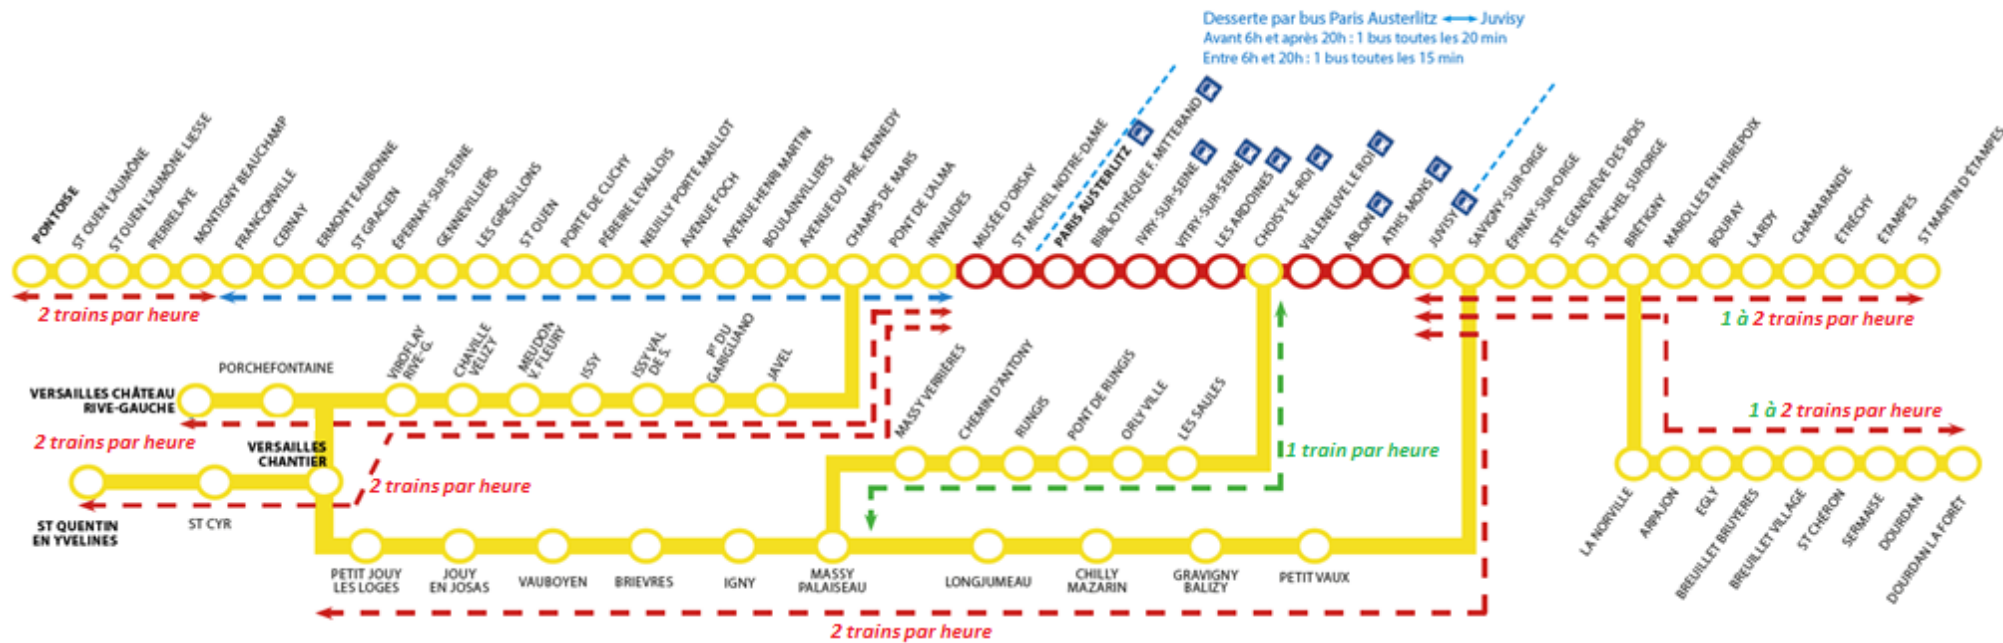 Desserte par bus Paris Austerlitz Juvisy
Avant 6h et après 20h : 1 bus toutes les 20 min
Entre 6h et 20h : 1 bus toutes les 15 min
PONTOISE
ST OUEN L'AUMÔNE
ST OUEN L'AUMÔNE LIESSE
PIERRELAYE
MONTIGNY BEAUCHAMP
FRANCONVILLE
CERNAY
ERMONT EAUBONNE
ST GRACIEN
ÉPERNAY-SUR-SEINE
GENNEVILLIERS
LES GRÉSILLONS
ST OUEN
PORTE DE CLICHY
PÉREIRE LEVALLOIS
NEUILLY PORTE MAILLOT
AVENUE FOCH
AVENUE HENRI MARTIN
BOULAINVILLIERS
AVENUE DU PRÉ. KENNEDY
CHAMPS DE MARS
PONT DE L'ALMA
INVALIDES
MUSÉE D'ORSAY
ST MICHEL NOTRE-DAME
PARIS AUSTERLITZ
BIBLIOTHÈQUE F. MITTERAND
IVRY-SUR-SEINE
VITRY-SUR-SEINE
LES ARDOINES
CHOISY-LE-ROI
VILLENEUVE LE ROI
ABLON
ATHIS MONS
JUVISY
SAVIGNY-SUR-ORGE
ÉPINAY-SUR-ORGE
STE GENEVIÈVE DES BOIS
ST MICHEL SUR ORGE
BRÉTIGNY
MAROLLES EN HUREPOIX
BOURAY
LARDY
CHAMARANDE
ÉTRÉCHY
ÉTAMPES
ST MARTIN D'ÉTAMPES
2 trains par heure
1 à 2 trains par heure
PORCHEFONTAINE
VIROFLAY
RIVE-G.
CHAVILLE
VÉLIZY
MEUDON
V. FLEURY
ISSY
ISSY VAL
DE S.
PT DU
GARIGLIANO
JAVEL
VERSAILLES CHÂTEAU
RIVE-GAUCHE
2 trains par heure
VERSAILLES
CHANTIER
2 trains par heure
ST QUENTIN
EN YVELINES
ST CYR
MASSY VERRIÈRES
CHEMIN D'ANTONY
RUNGIS
PONT DE RUNGIS
ORLY VILLE
LES SAULES
1 train par heure
1 à 2 trains par heure
LA NORVILLE
ARPAJON
EGLY
BREUILLET BRUYERES
BREUILLET VILLAGE
ST CHÉRON
SERMAISE
DOURDAN
DOURDAN LA FORÊT
PETIT JOUY
LES LOGES
JOUY
EN JOSAS
VAUBOYEN
BRIEVRES
IGNY
MASSY
PALAISEAU
LONGJUMEAU
CHILLY
MAZARIN
GRAVIGNY
BALIZY
PETIT VAUX
2 trains par heure